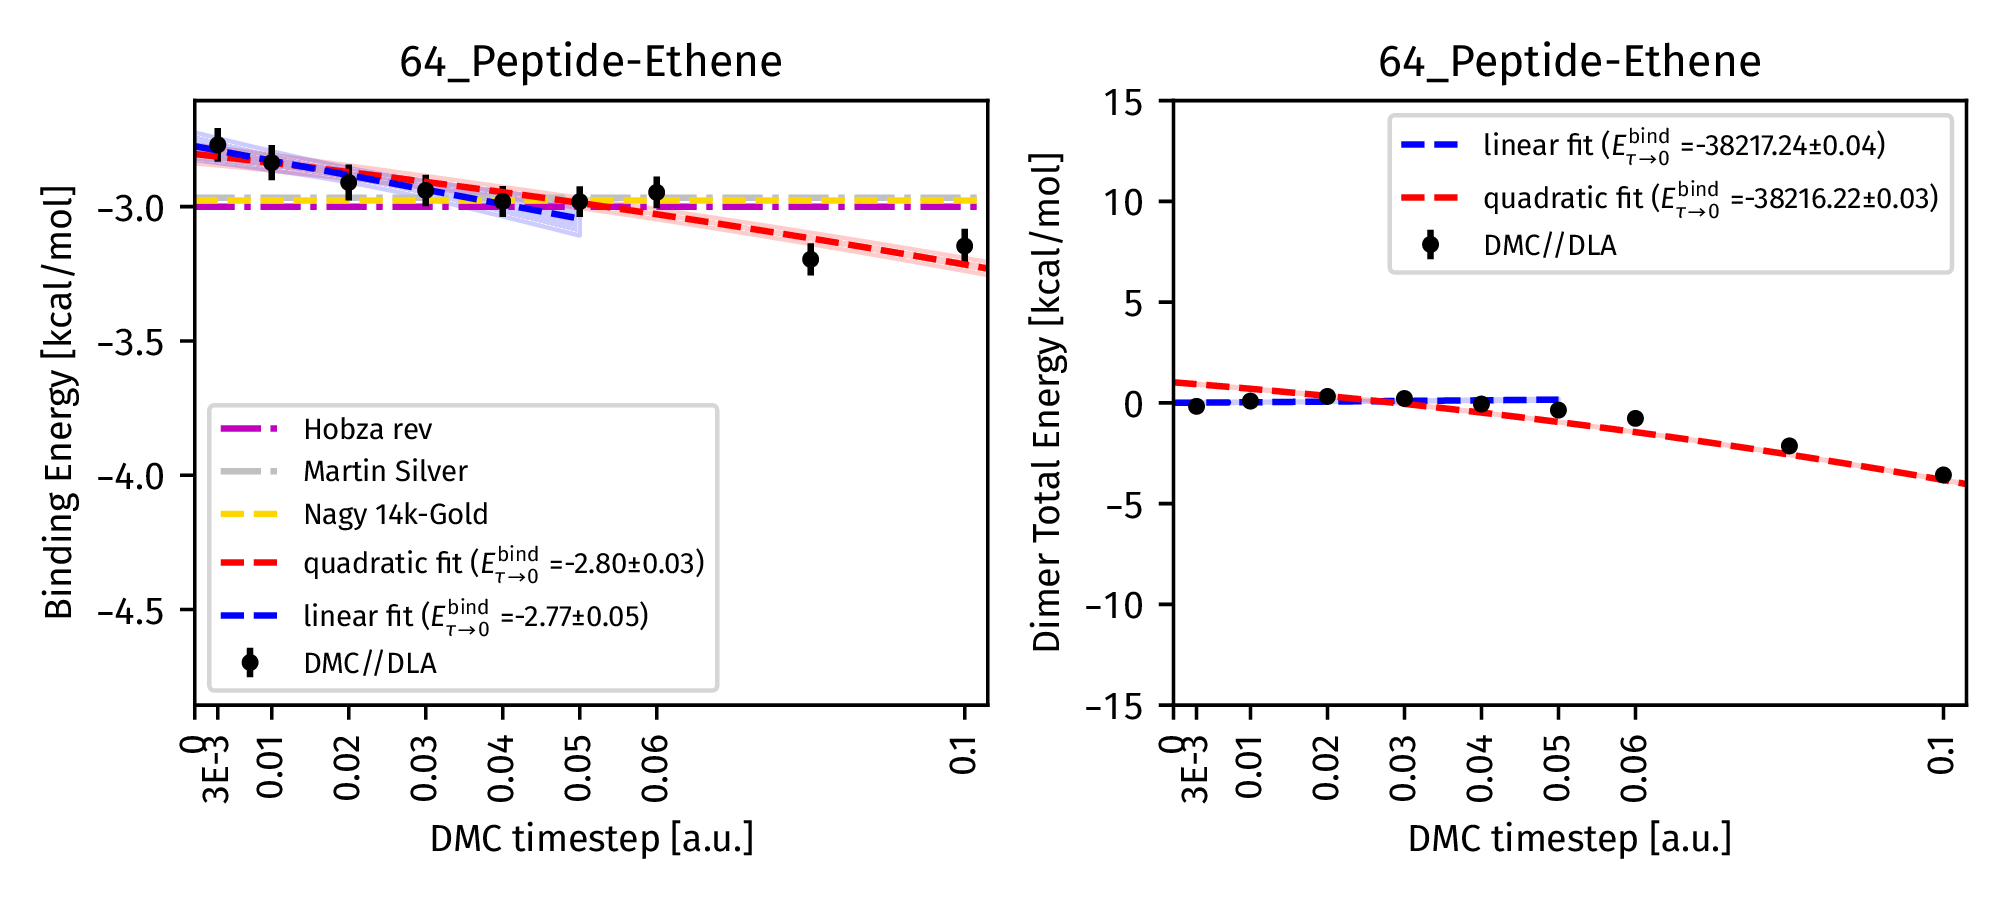 64_Peptide-Ethene
Binding Energy [kcal/mol]
−3.0
−3.5
−4.0
−4.5
Hobza rev
Martin Silver
Nagy 14k-Gold
quadratic fit (E^bind_τ→0 =-2.80±0.03)
linear fit (E^bind_τ→0 =-2.77±0.05)
DMC//DLA
0
3E-3
0.01
0.02
0.03
0.04
0.05
0.06
0.1
DMC timestep [a.u.]
64_Peptide-Ethene
Dimer Total Energy [kcal/mol]
15
10
5
0
−5
−10
−15
linear fit (E^bind_τ→0 =-38217.24±0.04)
quadratic fit (E^bind_τ→0 =-38216.22±0.03)
DMC//DLA
0
3E-3
0.01
0.02
0.03
0.04
0.05
0.06
0.1
DMC timestep [a.u.]